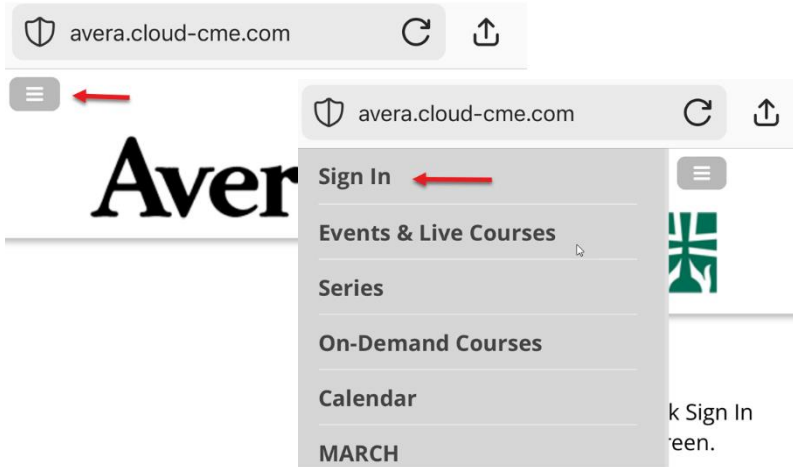 avera.cloud-cme.com
Aver
avera.cloud-cme.com
Sign In
Events & Live Courses
Series
On-Demand Courses
Calendar
MARCH
k Sign In
reen.